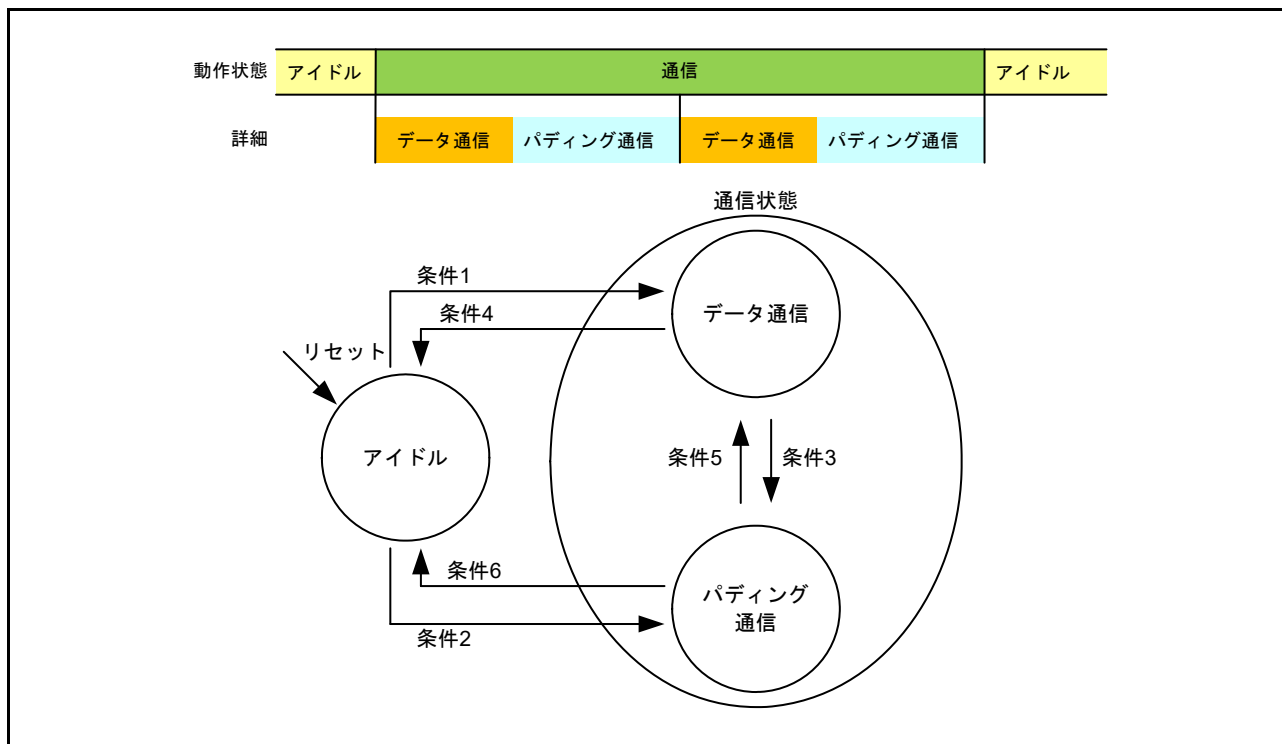 動作状態 アイドル 通信 アイドル
詳細 データ通信 パディング通信 データ通信 パディング通信
通信状態
条件1
データ通信
条件4
リセット
アイドル
条件5 条件3
条件6
パディング
通信
条件2